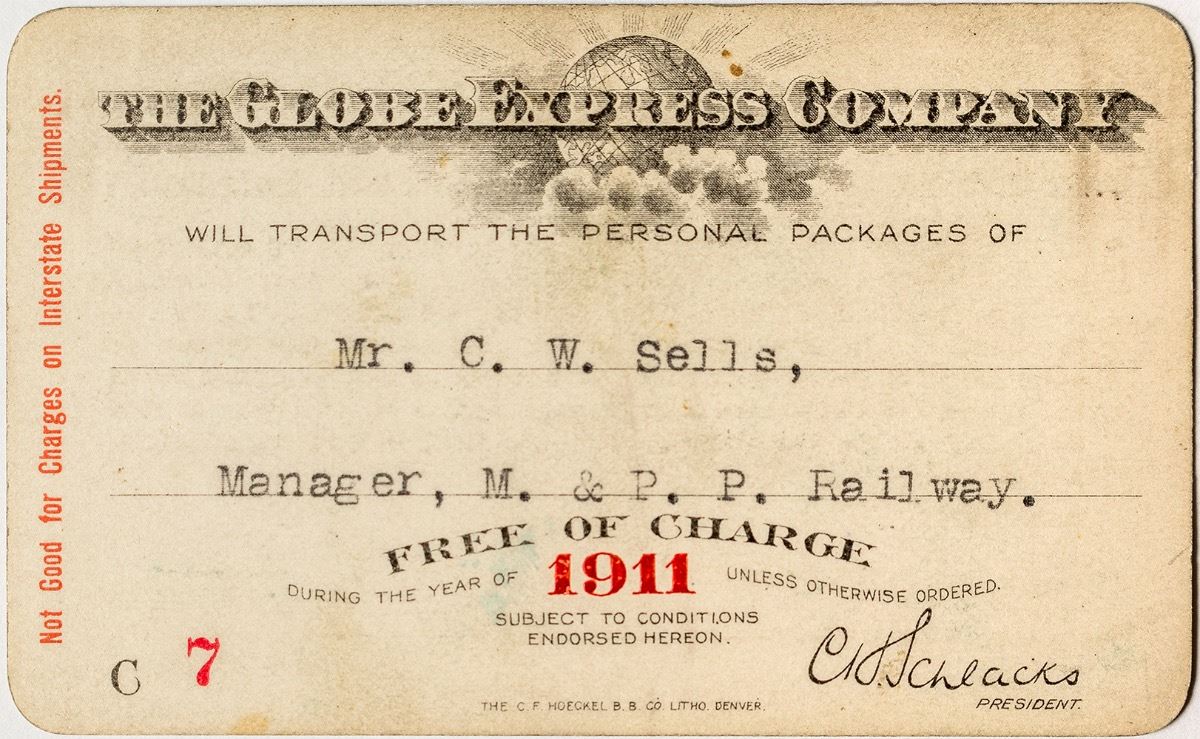 THE GLOBE EXPRESS COMPANY
WILL TRANSPORT THE PERSONAL PACKAGES OF
Mr. C. W. Sells,
Manager, M. & P. P. Railway.
FREE OF CHARGE
DURING THE YEAR OF 1911 UNLESS OTHERWISE ORDERED.
SUBJECT TO CONDITIONS
ENDORSED HEREON.
C 7
C H Schlacks
PRESIDENT.
THE C. F. HOECKEL B. B. CO. LITHO. DENVER.
Not Good for Charges on Interstate Shipments.